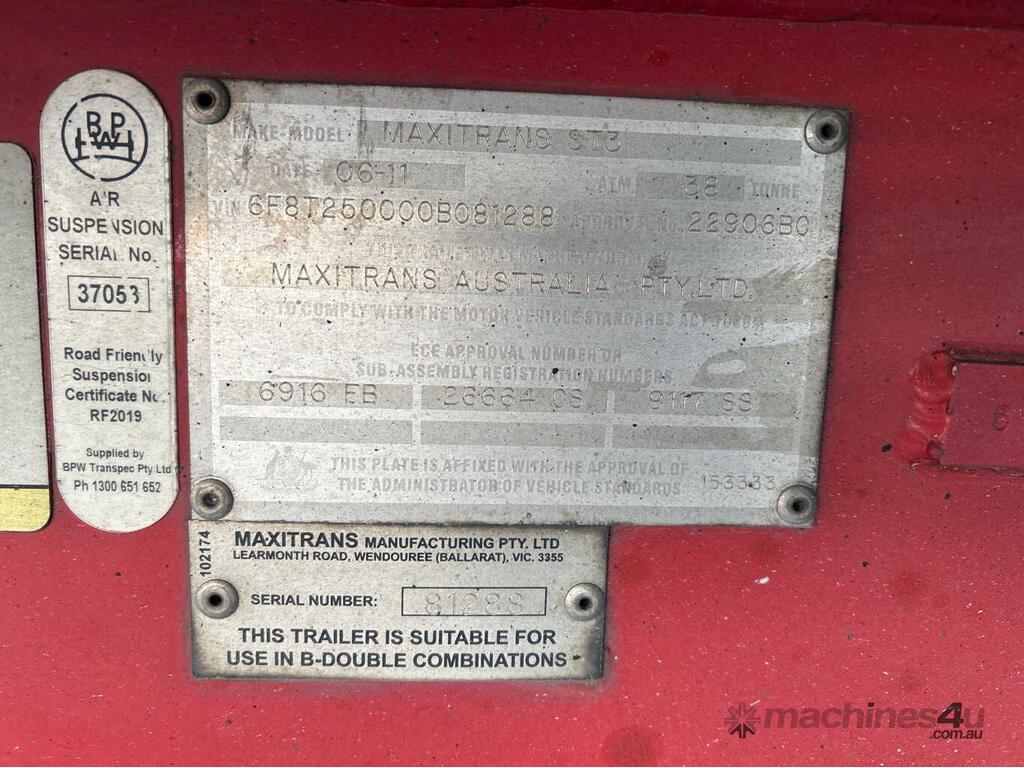 BPW
AIR
SUSPENSION
SERIAL No.
37053
Road Friendly
Suspension
Certificate No.
RF2019
Supplied by
BPW Transpec Pty Ltd
Ph 1300 651 652
MAKE-MODEL MAXITRANS ST3
DATE 06-11 ATM. 38 TONNE
VIN 6F8T250000B081288 APPROVAL No. 22906BC
MAXITRANS AUSTRALIA PTY.LTD.
TO COMPLY WITH THE MOTOR VEHICLE STANDARDS ACT
ECE APPROVAL NUMBER OR
SUB-ASSEMBLY REGISTRATION NUMBERS
6916 EB 26664 CS 9117 SS
THIS PLATE IS AFFIXED WITH THE APPROVAL OF
THE ADMINISTRATOR OF VEHICLE STANDARDS 153333
102174
MAXITRANS MANUFACTURING PTY. LTD
LEARMONTH ROAD, WENDOUREE (BALLARAT), VIC. 3355
SERIAL NUMBER: 81288
THIS TRAILER IS SUITABLE FOR
USE IN B-DOUBLE COMBINATIONS
6
machines4u
.com.au